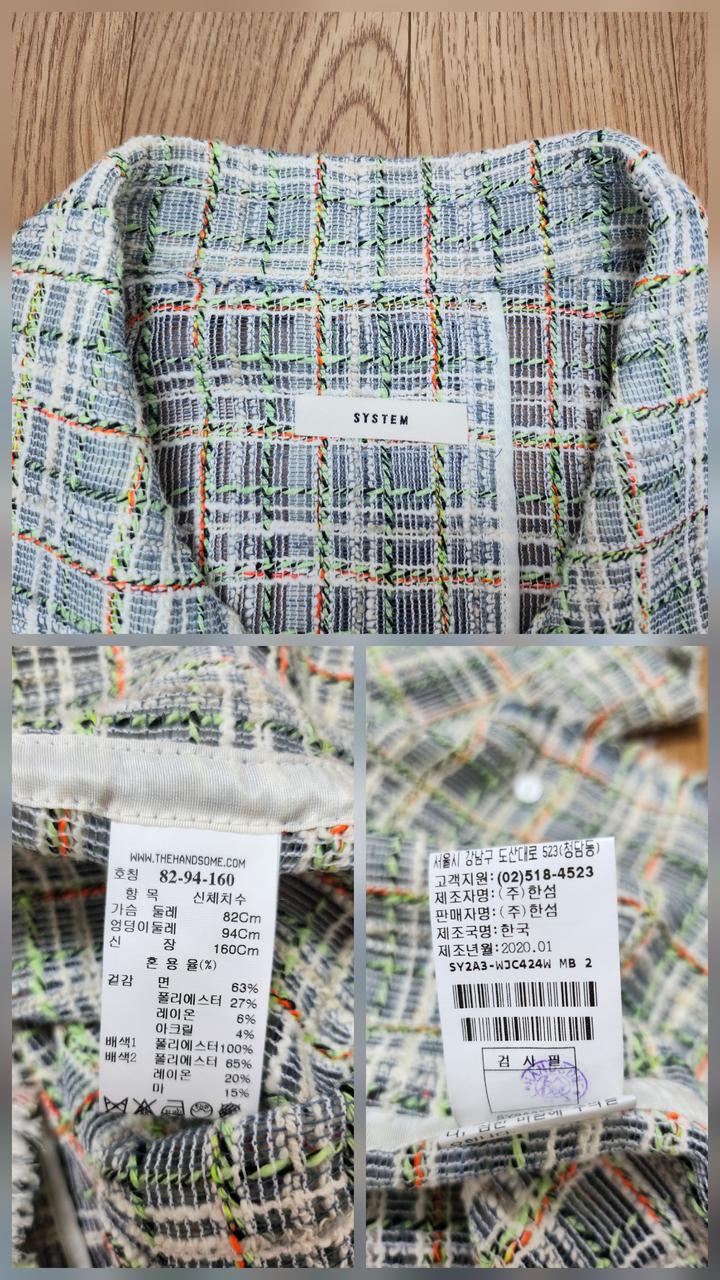 SYSTEM
WWW.THEHANDSOME.COM
호칭 82-94-160
항 목 신체치수
가슴 둘레 82Cm
엉덩이둘레 94Cm
신 장 160Cm
혼 용 율(%)
겉감 면 63%
폴리에스터 27%
레이온 6%
아크릴 4%
배색1 폴리에스터100%
배색2 폴리에스터 65%
레이온 20%
마 15%
서울시 강남구 도산대로 523(청담동)
고객지원:(02)518-4523
제조자명:(주)한섬
판매자명:(주)한섬
제조국명:한국
제조년월:2020.01
SY2A3-WJC424W MB 2
검 사 필